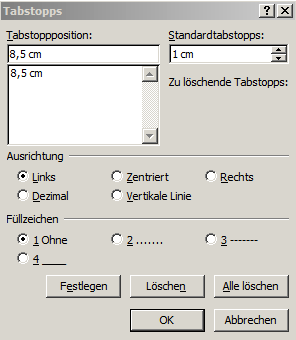 Tabstopps
Tabstoppposition: Standardtabstopps:
8,5 cm 1 cm
8,5 cm
Zu löschende Tabstopps:
Ausrichtung
Links Zentriert Rechts
Dezimal Vertikale Linie
Füllzeichen
1 Ohne 2 ....... 3 -------
4 ____
Festlegen Löschen Alle löschen
OK Abbrechen